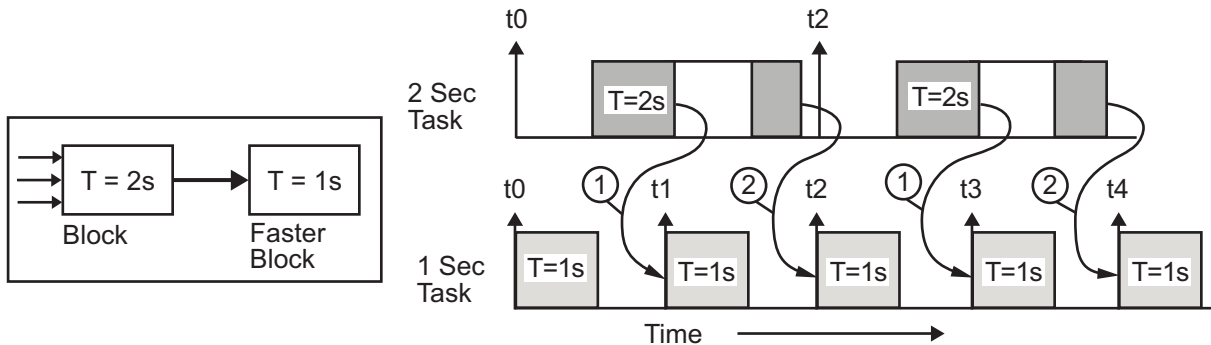 T = 2s
T = 1s
Block
Faster
Block
t0
t2
2 Sec
Task
T=2s
T=2s
1
2
1
2
t0
t1
t2
t3
t4
1 Sec
Task
T=1s
T=1s
T=1s
T=1s
T=1s
Time